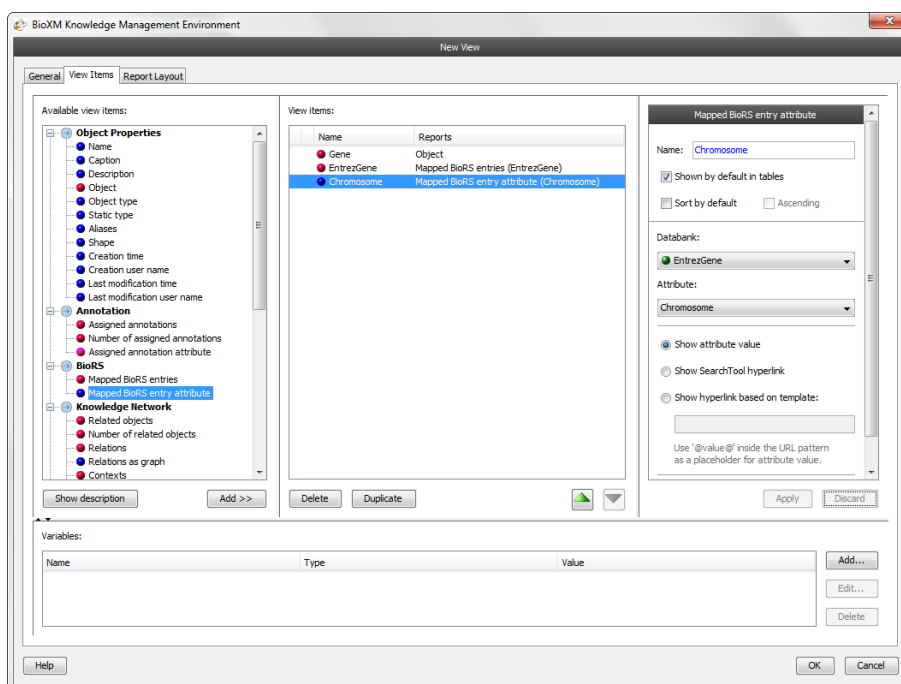 BioXM Knowledge Management Environment
New View
General View Items Report Layout
Available view items:
Object Properties
Name
Caption
Description
Object
Object type
Static type
Aliases
Shape
Creation time
Creation user name
Last modification time
Last modification user name
Annotation
Assigned annotations
Number of assigned annotations
Assigned annotation attribute
BioRS
Mapped BioRS entries
Mapped BioRS entry attribute
Knowledge Network
Related objects
Number of related objects
Relations
Relations as graph
Contexts
Show description Add >>
View items:
Name Reports
Gene Object
EntrezGene Mapped BioRS entries (EntrezGene)
Chromosome Mapped BioRS entry attribute (Chromosome)
Delete Duplicate
Mapped BioRS entry attribute
Name: Chromosome
Shown by default in tables
Sort by default Ascending
Databank:
EntrezGene
Attribute:
Chromosome
Show attribute value
Show SearchTool hyperlink
Show hyperlink based on template:
Use '@value@' inside the URL pattern
as a placeholder for attribute value.
Apply Discard
Variables:
Name Type Value
Add...
Edit...
Delete
Help OK Cancel